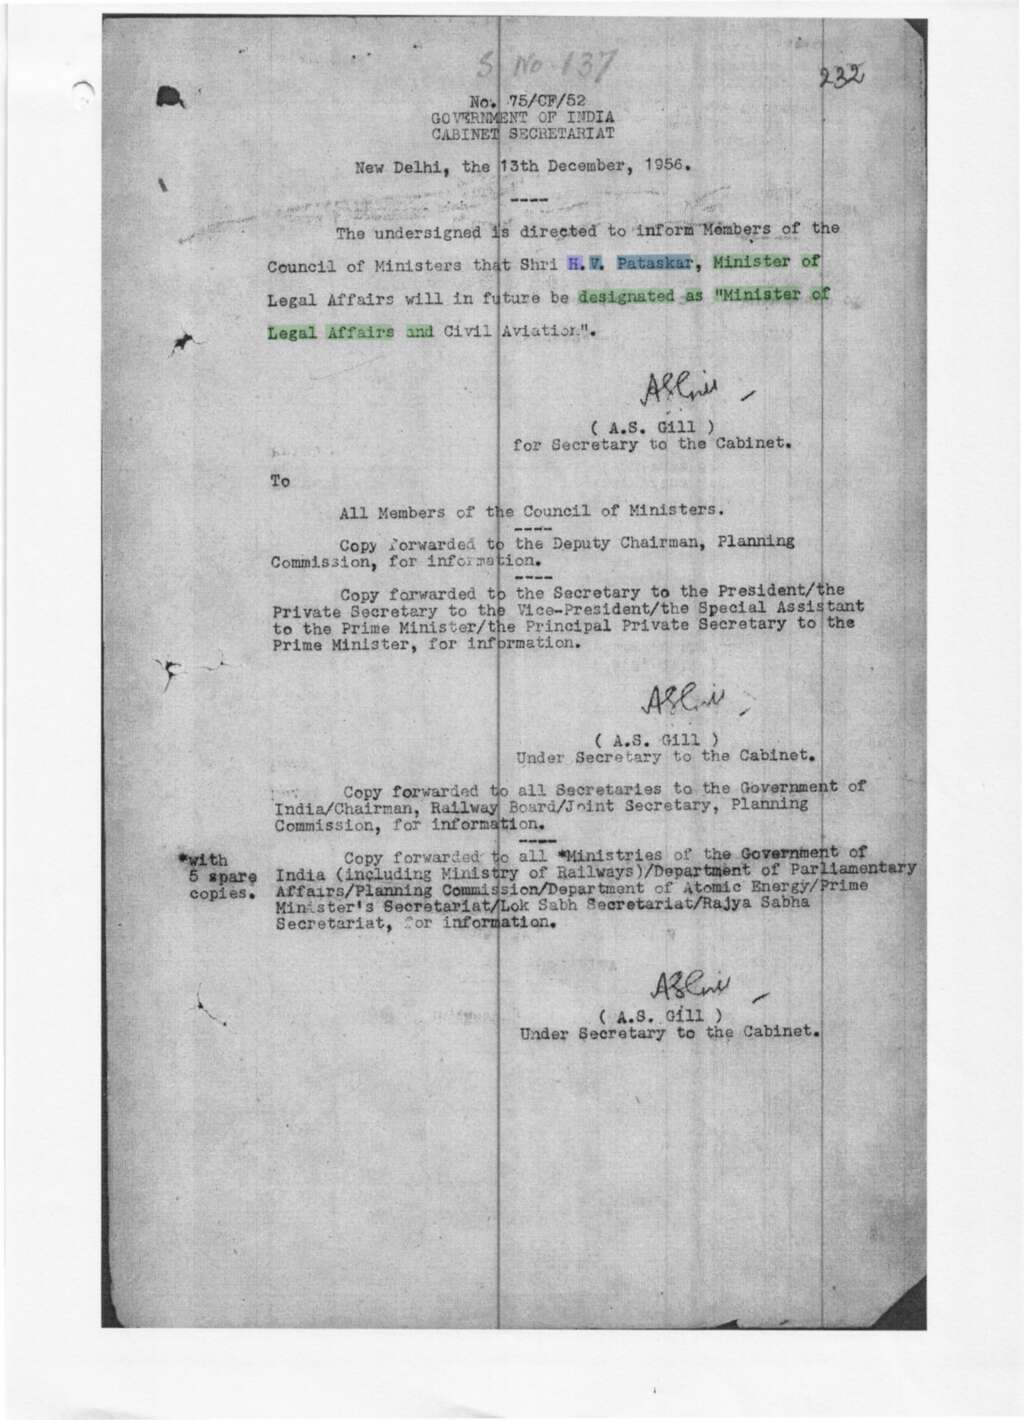 S No 137
232
No. 75/CF/52
GOVERNMENT OF INDIA
CABINET SECRETARIAT
New Delhi, the 13th December, 1956.
----
The undersigned is directed to inform Members of the
Council of Ministers that Shri H.V. Pataskar, Minister of
Legal Affairs will in future be designated as "Minister of
Legal Affairs and Civil Aviation".
ASGill
( A.S. Gill )
for Secretary to the Cabinet.
To
All Members of the Council of Ministers.
----
Copy forwarded to the Deputy Chairman, Planning
Commission, for information.
----
Copy forwarded to the Secretary to the President/the
Private Secretary to the Vice-President/the Special Assistant
to the Prime Minister/the Principal Private Secretary to the
Prime Minister, for information.
ASGill
( A.S. Gill )
Under Secretary to the Cabinet.
Copy forwarded to all Secretaries to the Government of
India/Chairman, Railway Board/Joint Secretary, Planning
Commission, for information.
----
*with
5 spare
copies.
Copy forwarded to all *Ministries of the Government of
India (including Ministry of Railways)/Department of Parliamentary
Affairs/Planning Commission/Department of Atomic Energy/Prime
Minister's Secretariat/Lok Sabh Secretariat/Rajya Sabha
Secretariat, for information.
ASGill
( A.S. Gill )
Under Secretary to the Cabinet.